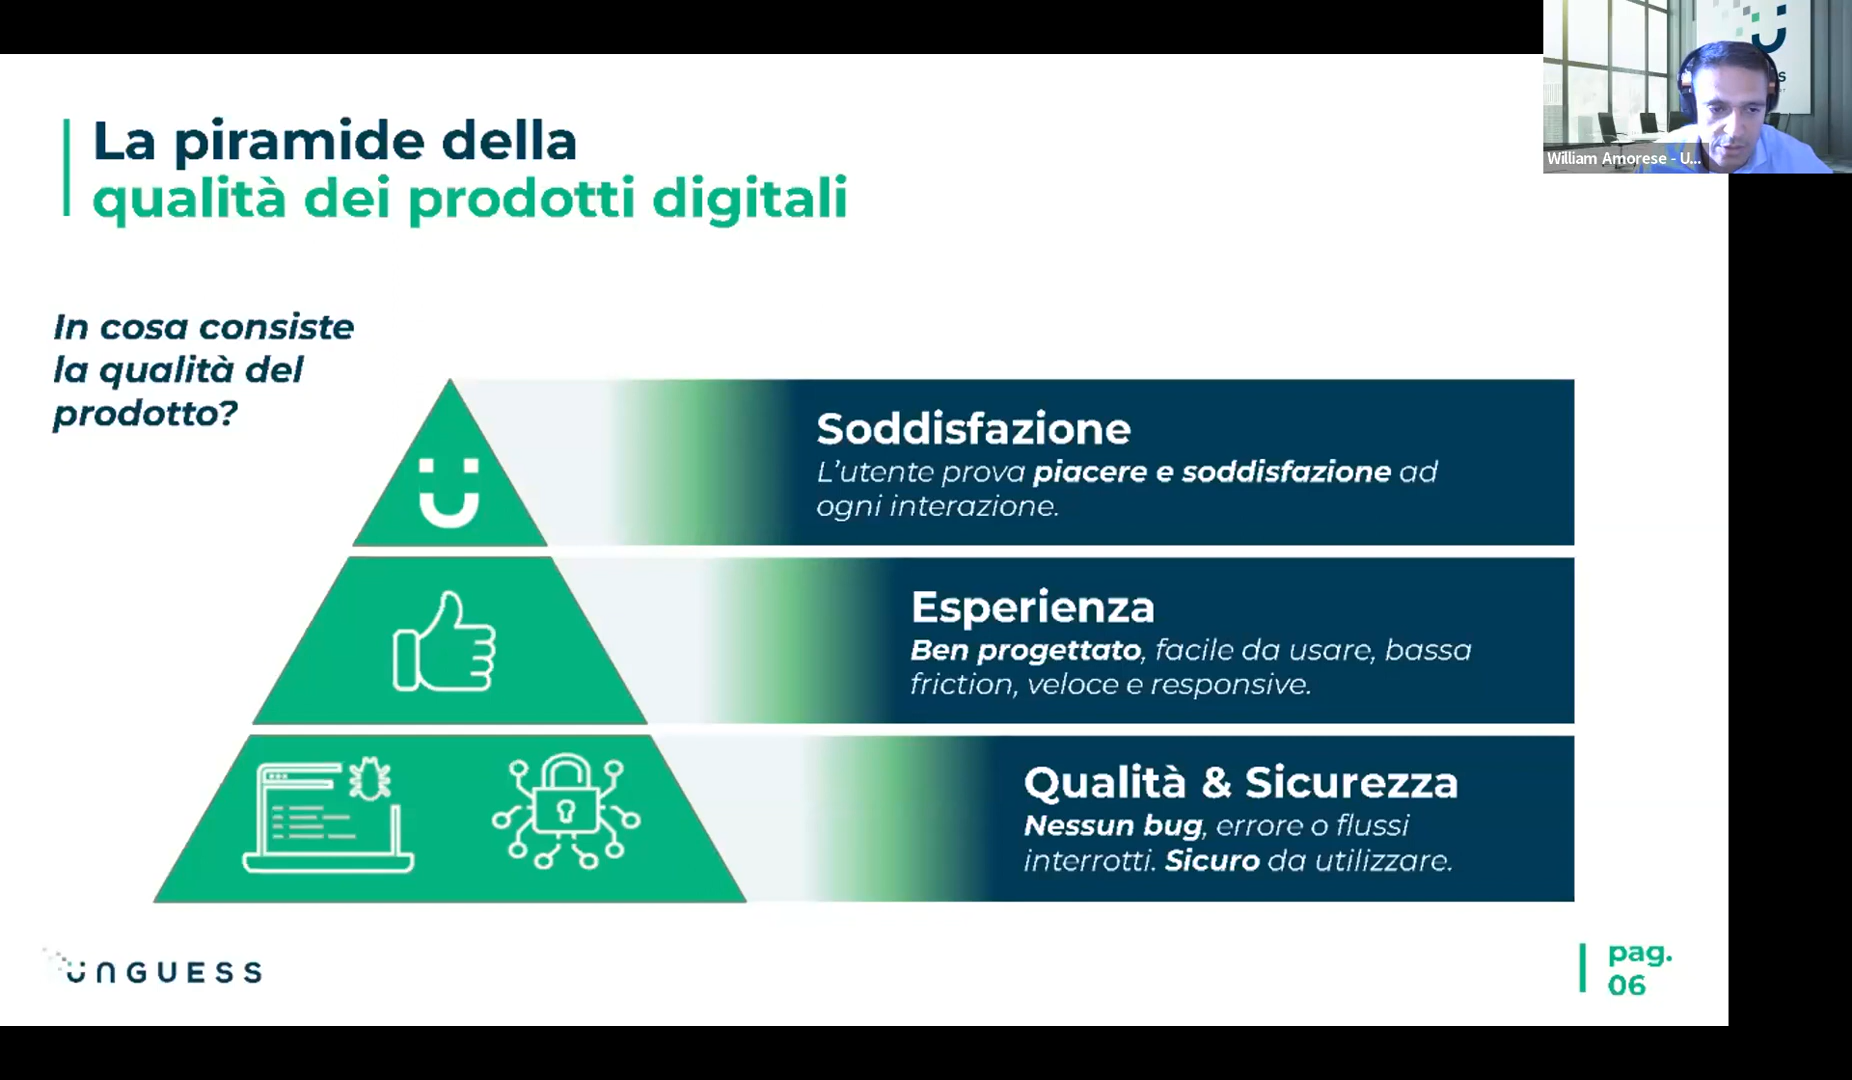 La piramide della
qualità dei prodotti digitali
William Amorese - U...
In cosa consiste
la qualità del
prodotto?
Soddisfazione
L'utente prova piacere e soddisfazione ad
ogni interazione.
Esperienza
Ben progettato, facile da usare, bassa
friction, veloce e responsive.
Qualità & Sicurezza
Nessun bug, errore o flussi
interrotti. Sicuro da utilizzare.
UNGUESS
pag.
06